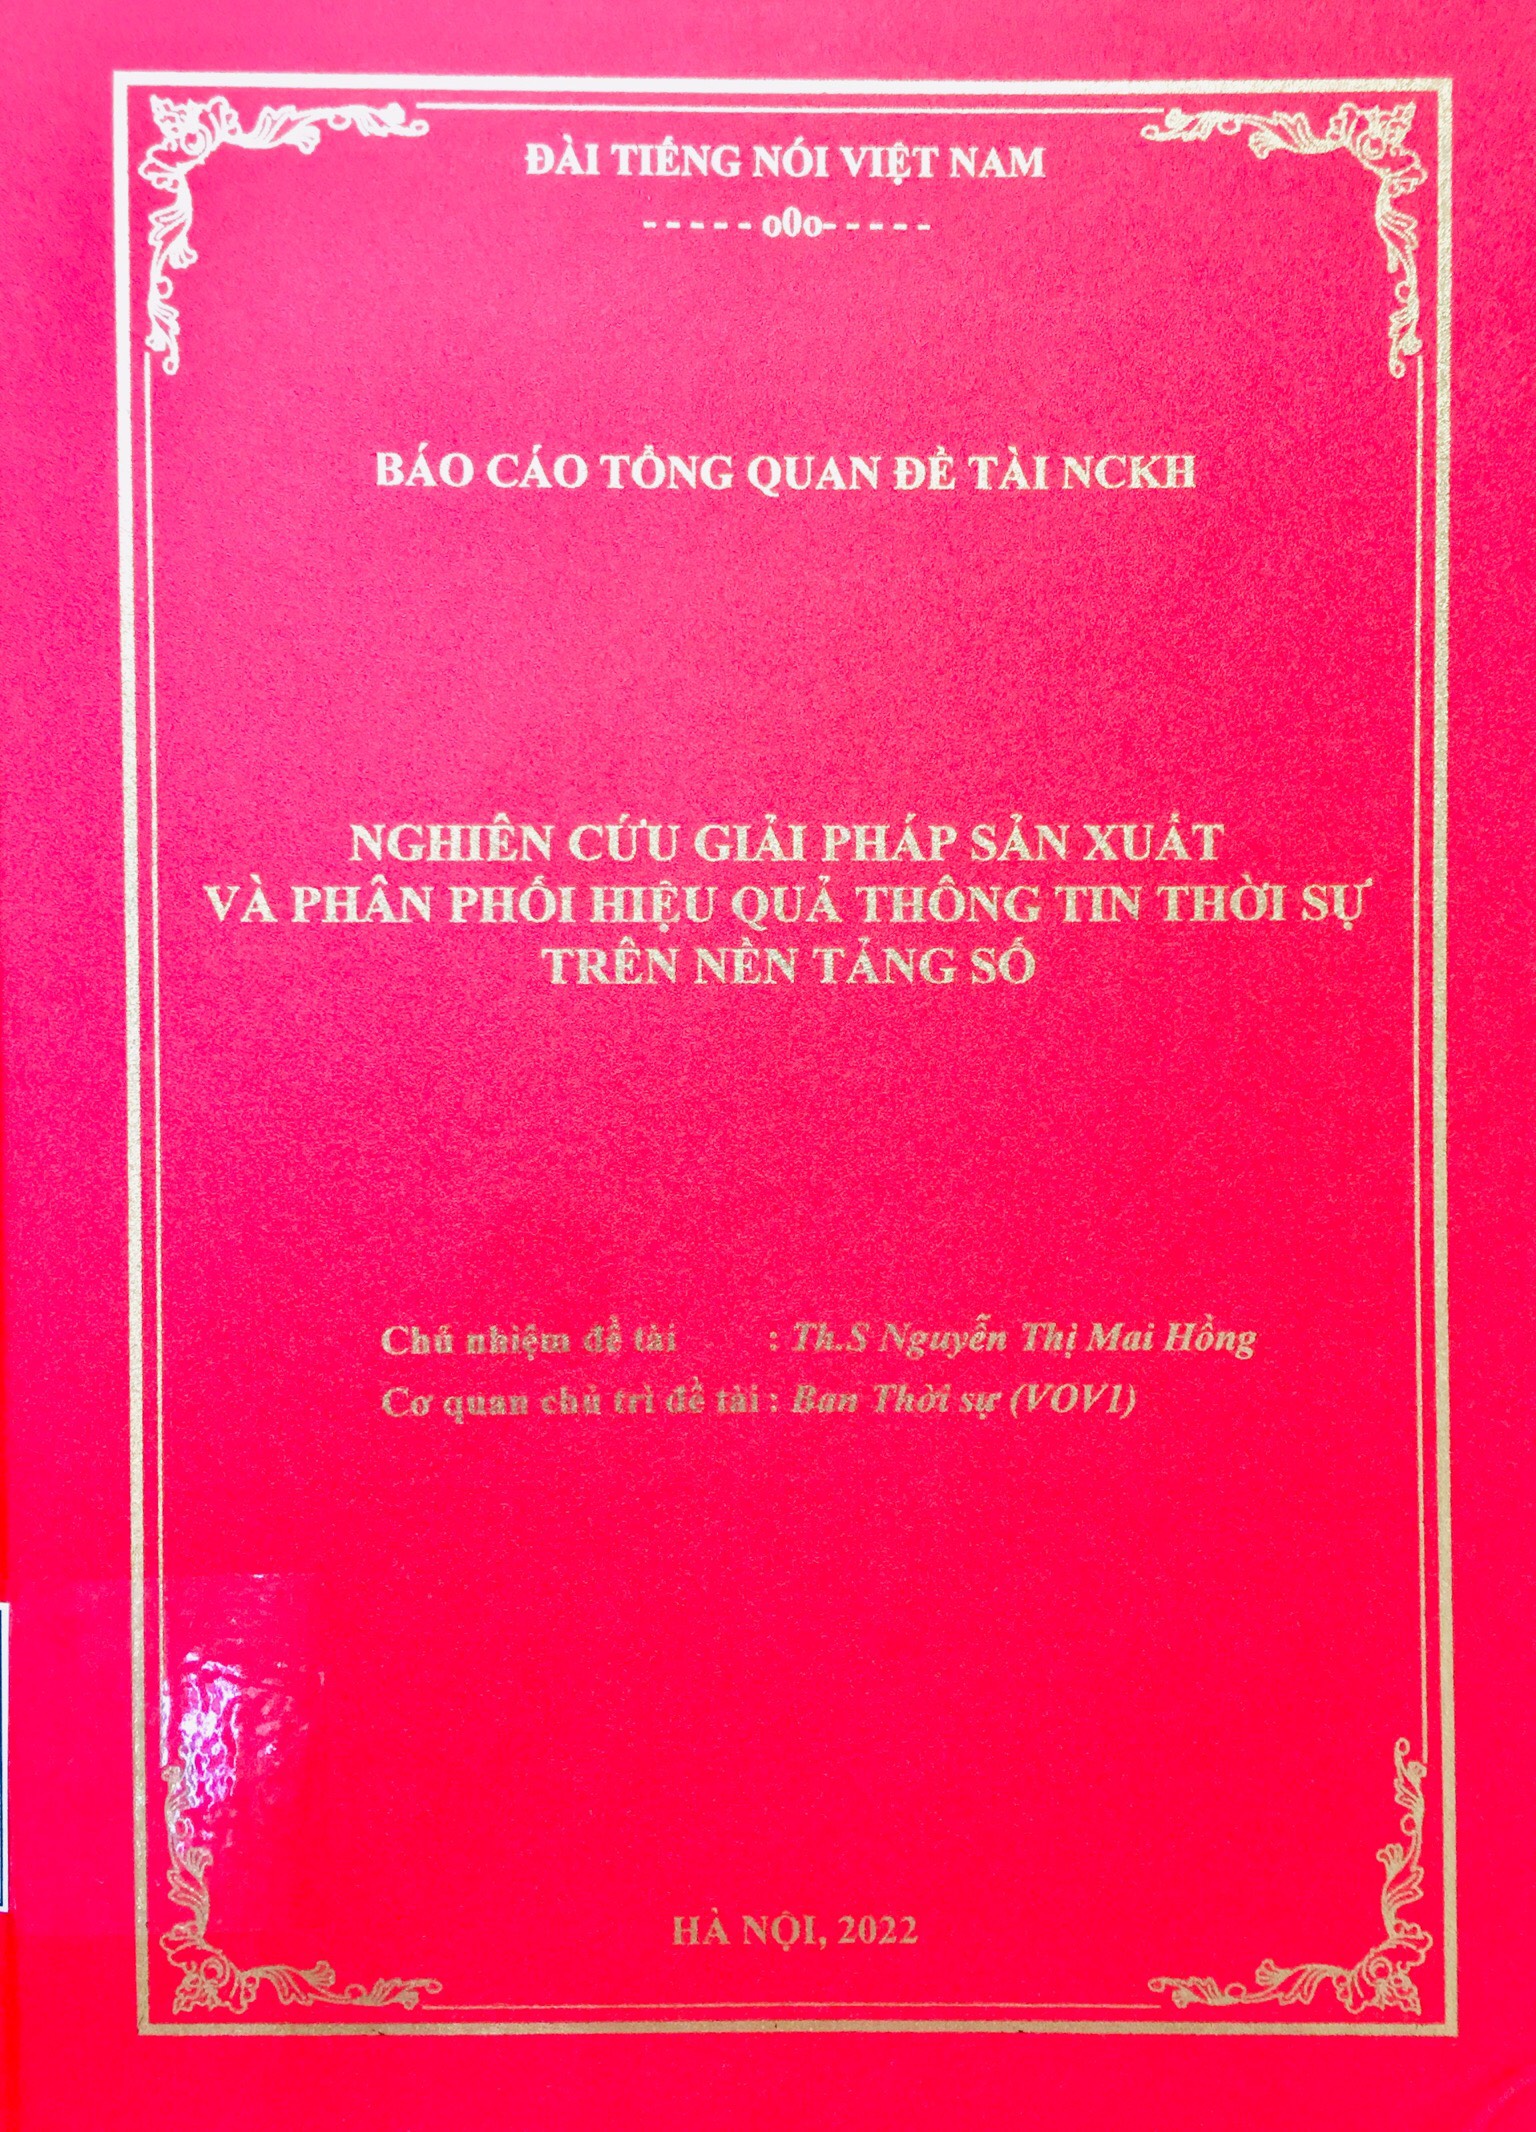 ĐÀI TIẾNG NÓI VIỆT NAM
-----o0o-----
BÁO CÁO TỔNG QUAN ĐỀ TÀI NCKH
NGHIÊN CỨU GIẢI PHÁP SẢN XUẤT
VÀ PHÂN PHỐI HIỆU QUẢ THÔNG TIN THỜI SỰ
TRÊN NỀN TẢNG SỐ
Chủ nhiệm đề tài : Th.S Nguyễn Thị Mai Hồng
Cơ quan chủ trì đề tài : Ban Thời sự (VOV1)
HÀ NỘI, 2022